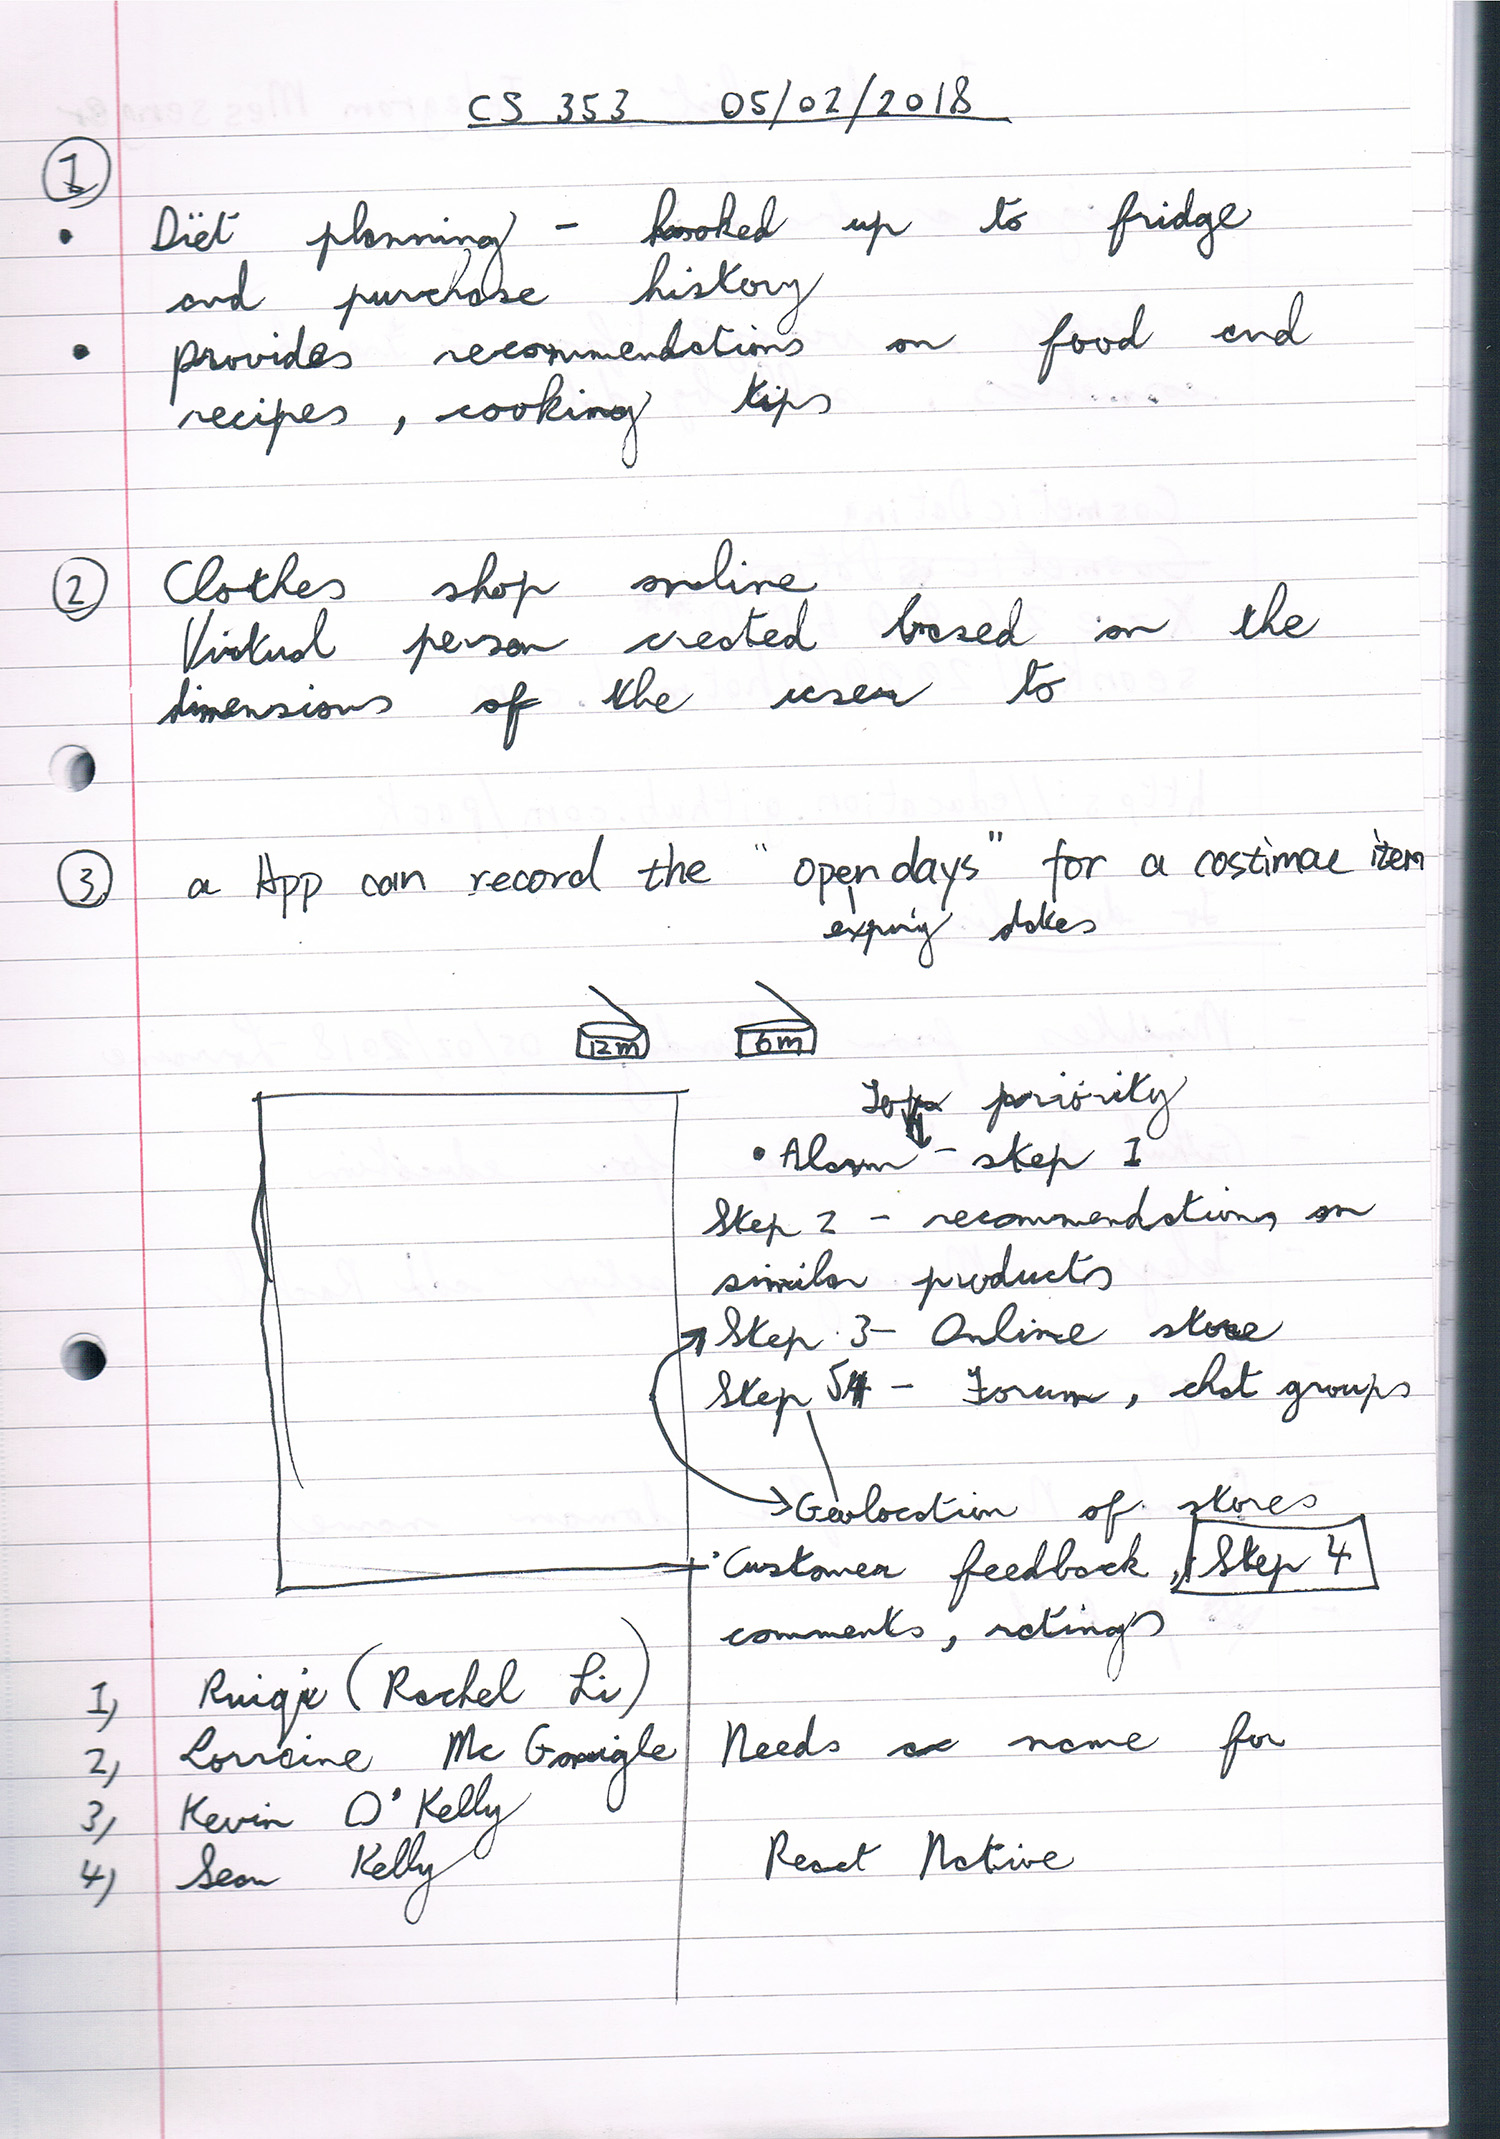 CS 353 05/02/2018
1
• Diet planning - hooked up to fridge
and purchase history
• provides recommendations on food and
recipes, cooking tips
2 Clothes shop online
Virtual person created based on the
dimensions of the user to
3. a App can record the "open days" for a costimae item
expiry dates
12m 6m
Top priority
• Alarm - step 1
Step 2 - recommendations on
similar products
Step 3 - Online store
Step 5 - Forum, chat groups
Geolocation of stores
• Customer feedback, Step 4
comments, ratings
1, Ruiqi (Rachel Li)
2, Lorraine Mc Gonigle Needs a name for
3, Kevin O'Kelly
4, Sean Kelly React Native